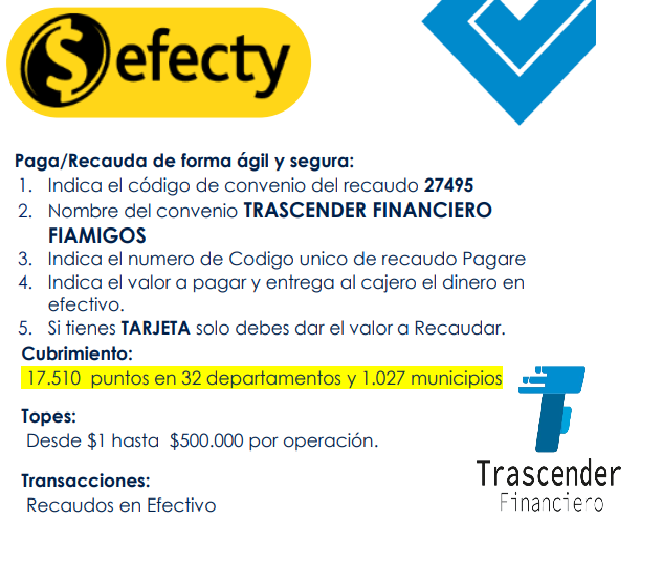 efecty
Paga/Recauda de forma ágil y segura:
1. Indica el código de convenio del recaudo 27495
2. Nombre del convenio TRASCENDER FINANCIERO
FIAMIGOS
3. Indica el numero de Codigo unico de recaudo Pagare
4. Indica el valor a pagar y entrega al cajero el dinero en
efectivo.
5. Si tienes TARJETA solo debes dar el valor a Recaudar.
Cubrimiento:
17.510 puntos en 32 departamentos y 1.027 municipios
Topes:
Desde $1 hasta $500.000 por operación.
Transacciones:
Recaudos en Efectivo
Trascender
Financiero